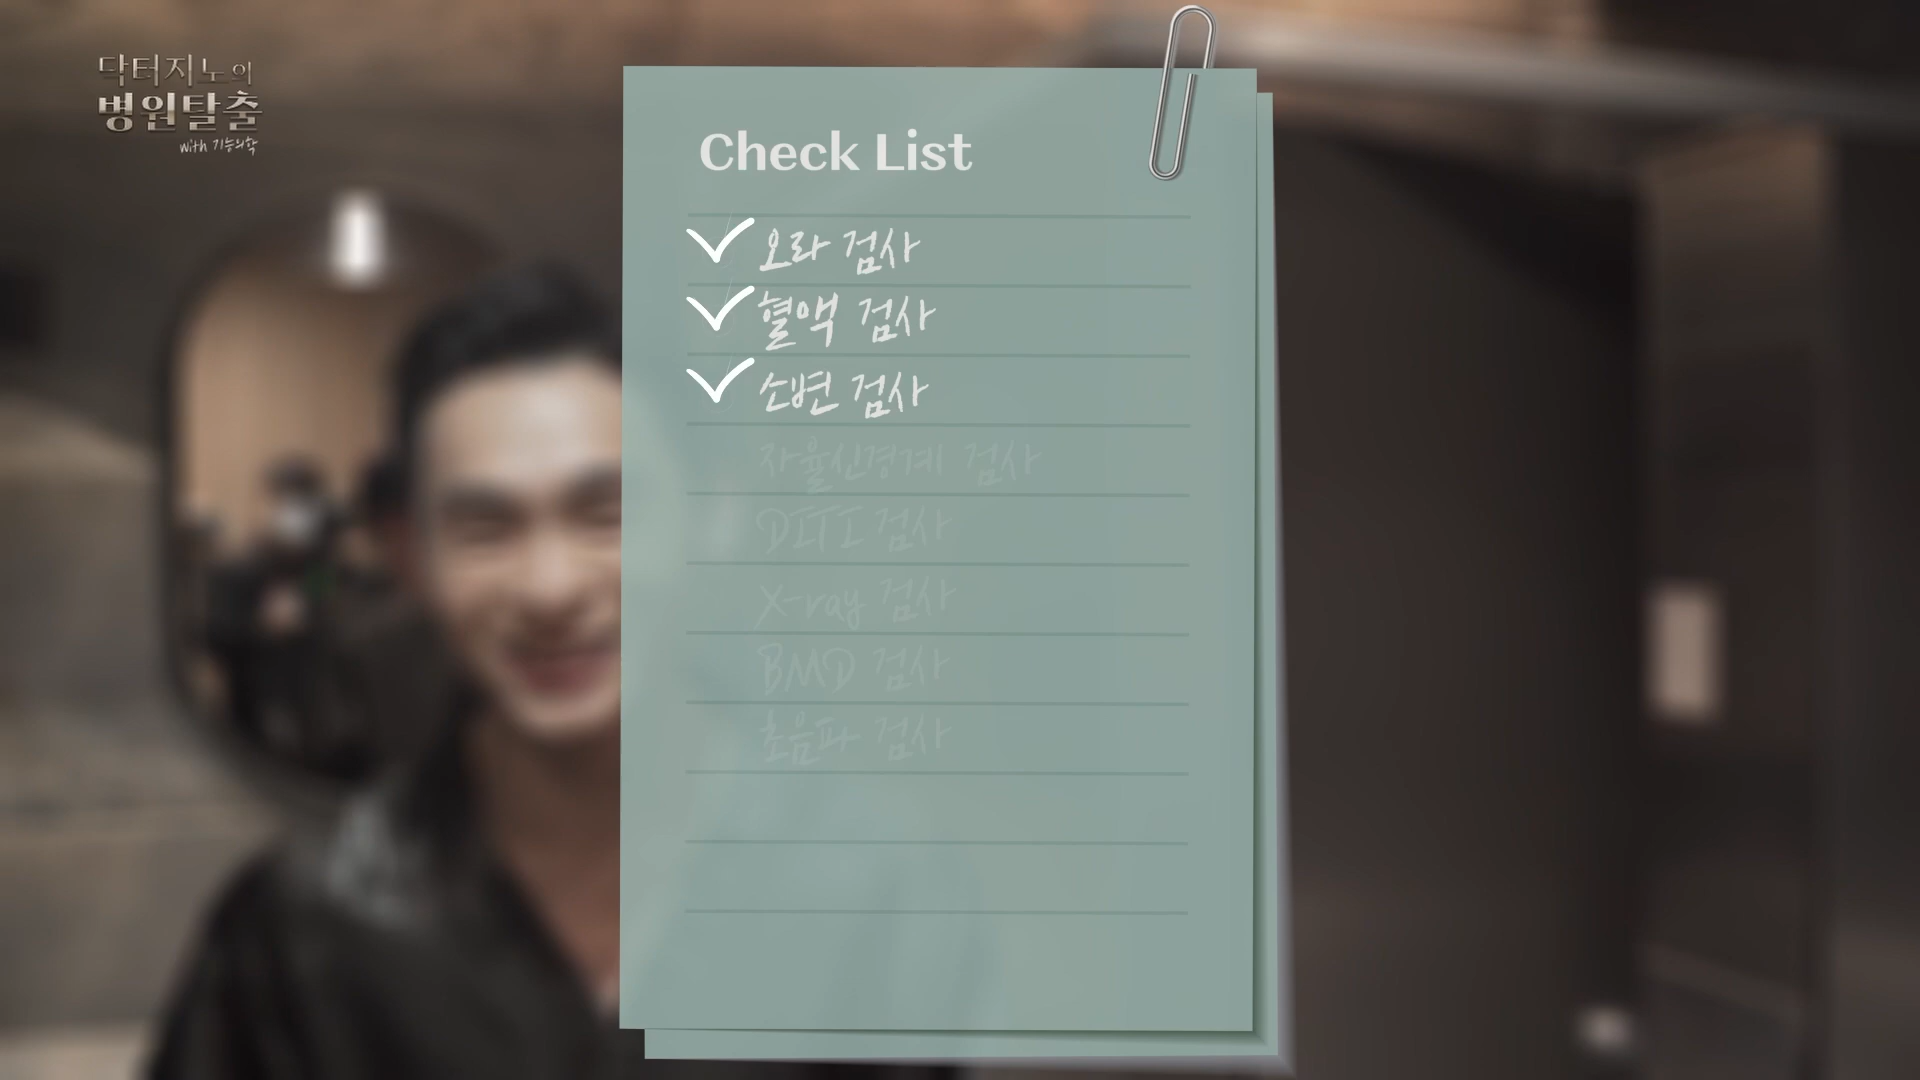 닥터지노의
병원탈출
with 기능의학
Check List
오라 검사
혈액 검사
소변 검사
자율신경계 검사
DITI 검사
X-ray 검사
BMD 검사
초음파 검사